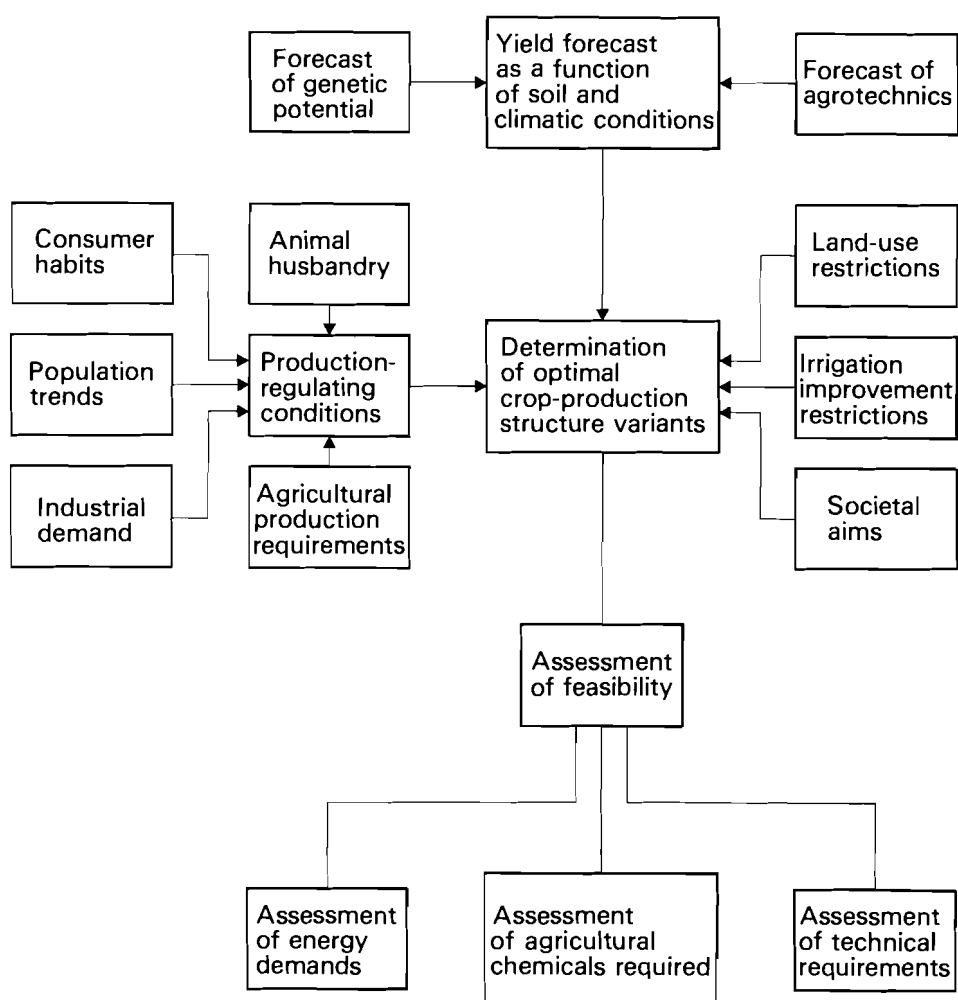 Forecast
of genetic
potential
Yield forecast
as a function
of soil and
climatic conditions
Forecast of
agrotechnics
Consumer
habits
Animal
husbandry
Land-use
restrictions
Population
trends
Production-
regulating
conditions
Determination
of optimal
crop-production
structure variants
Irrigation
improvement
restrictions
Industrial
demand
Agricultural
production
requirements
Societal
aims
Assessment
of feasibility
Assessment
of energy
demands
Assessment
of agricultural
chemicals required
Assessment
of technical
requirements